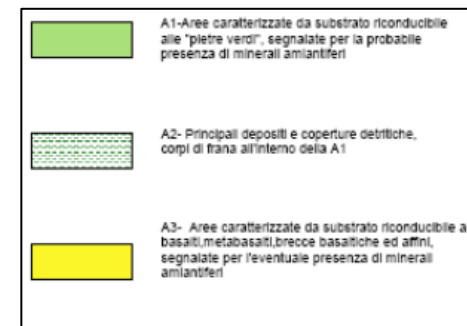 A1-Aree caratterizzate da substrato riconducibile
alle "pietre verdi", segnalate per la probabile
presenza di minerali amiantiferi
A2- Principali depositi e coperture detritiche,
corpi di frana all'interno della A1
A3- Aree caratterizzate da substrato riconducibile a
basalti,metabasalti,brecce basaltiche ed affini,
segnalate per l'eventuale presenza di minerali
amiantiferi